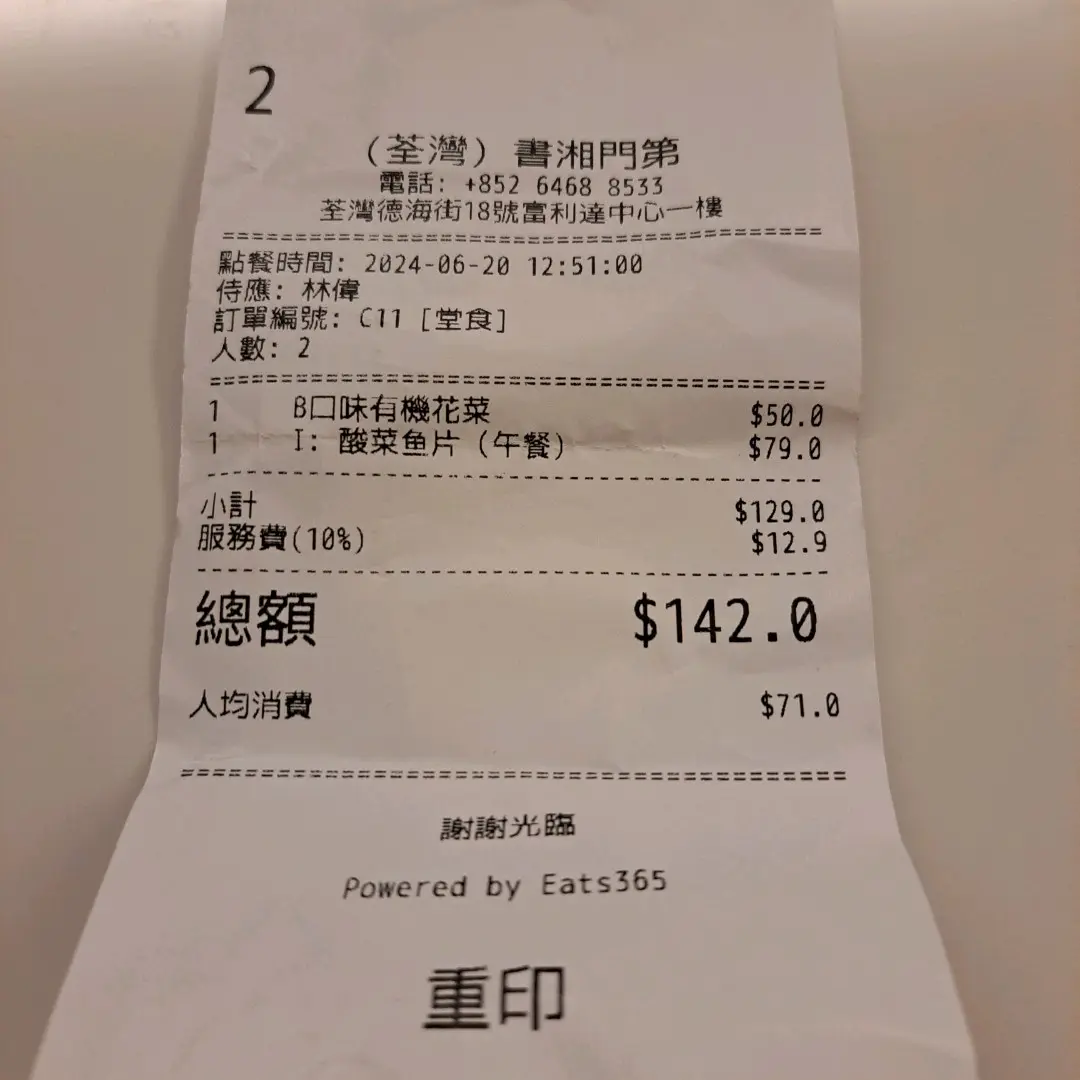 2
（荃灣）書湘門第
電話: +852 6468 8533
荃灣德海街18號富利達中心一樓
點餐時間: 2024-06-20 12:51:00
侍應: 林偉
訂單編號: C11 [堂食]
人數: 2
1 B口味有機花菜 $50.0
1 I: 酸菜鱼片（午餐） $79.0
小計 $129.0
服務費(10%) $12.9
總額 $142.0
人均消費 $71.0
謝謝光臨
Powered by Eats365
重印